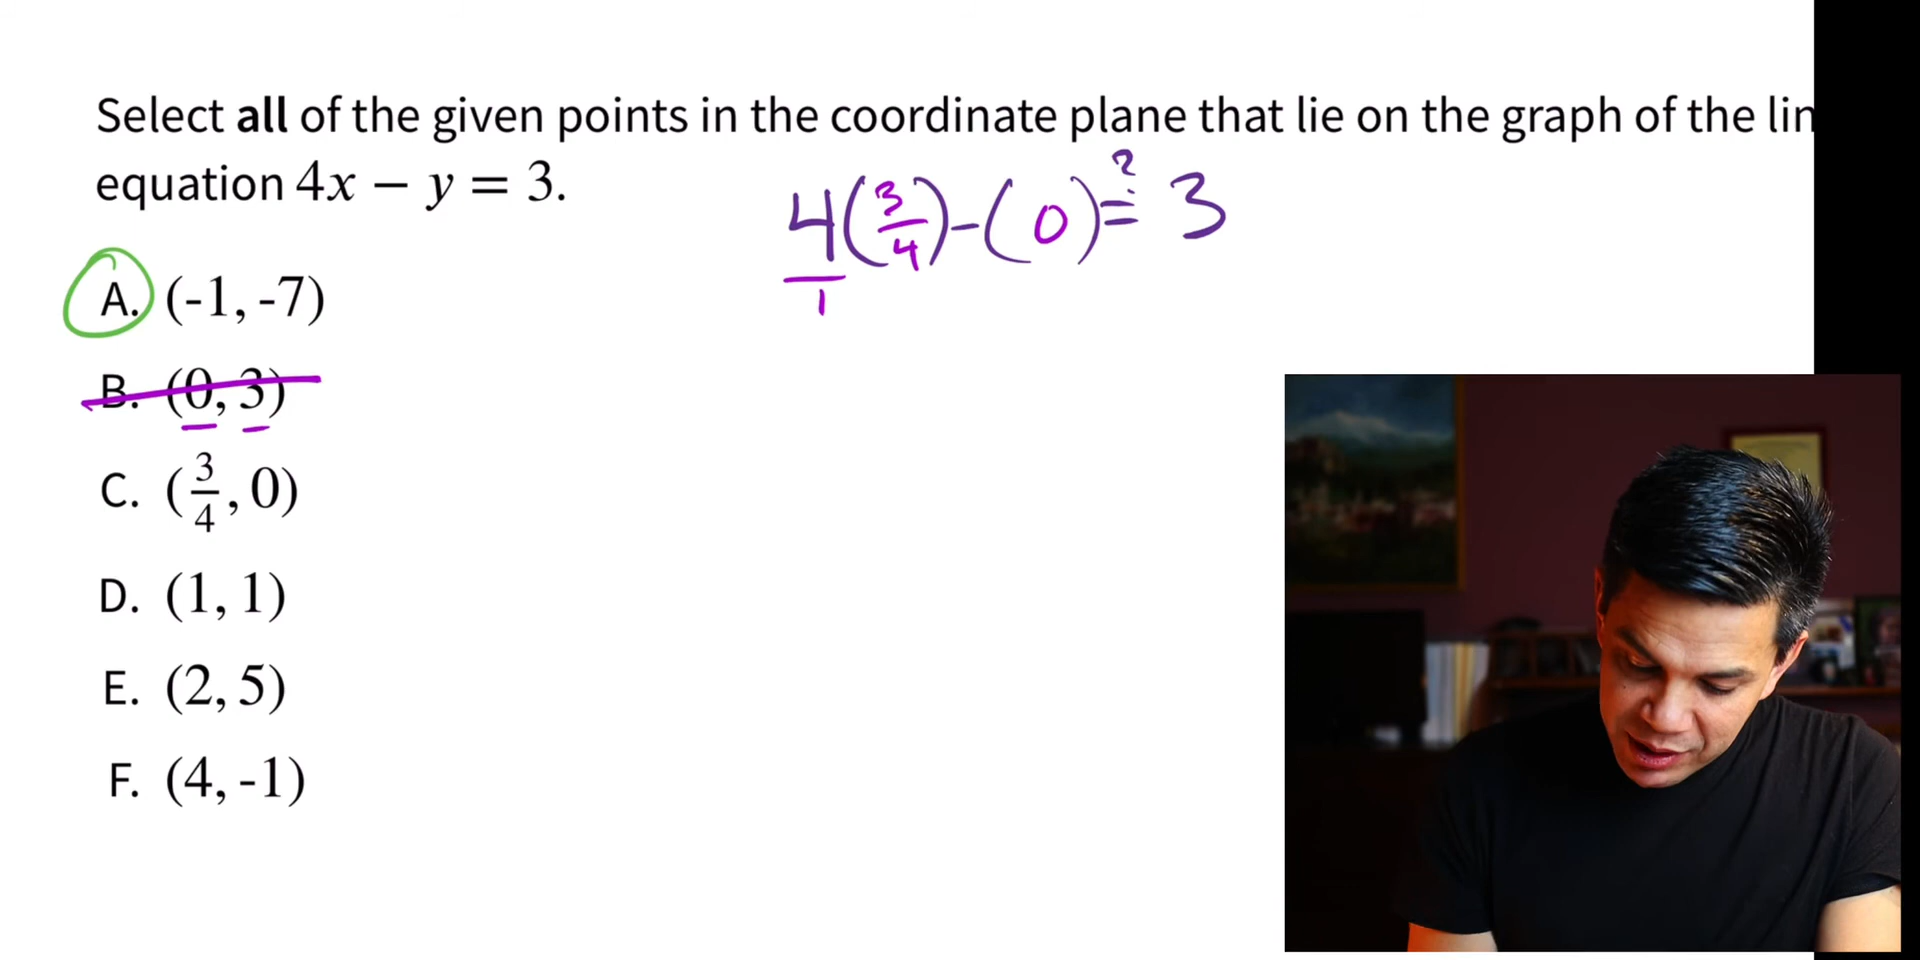 Select all of the given points in the coordinate plane that lie on the graph of the lin
equation 4x − y = 3.
4(3/4) - (0) ≟ 3
1
A. (-1, -7)
B. (0, 3)
C. (3/4, 0)
D. (1, 1)
E. (2, 5)
F. (4, -1)